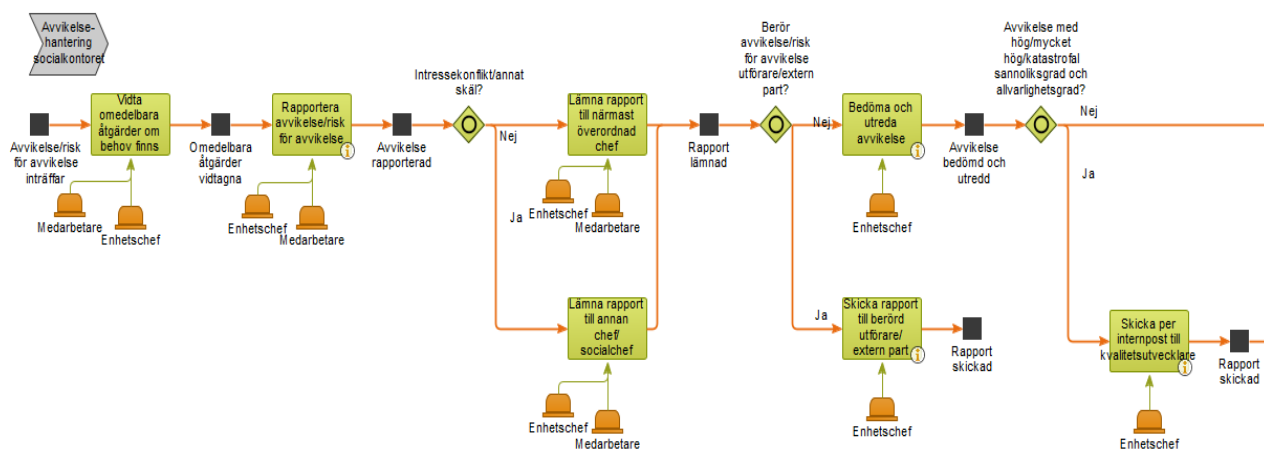 Avvikelse-
hantering
socialkontoret
Avvikelse/risk
för avvikelse
inträffar
Vidta
omedelbara
åtgärder om
behov finns
Medarbetare
Enhetschef
Omedelbara
åtgärder
vidtagna
Rapportera
avvikelse/risk
för avvikelse
Enhetschef
Medarbetare
Avvikelse
rapporterad
Intressekonflikt/annat
skäl?
Nej
Ja
Lämna rapport
till närmast
överordnad
chef
Enhetschef
Medarbetare
Lämna rapport
till annan
chef/
socialchef
Enhetschef
Medarbetare
Rapport
lämnad
Berör
avvikelse/risk
för avvikelse
utförare/extern
part?
Nej
Ja
Bedöma och
utreda
avvikelse
Enhetschef
Skicka rapport
till berörd
utförare/
extern part
Enhetschef
Rapport
skickad
Avvikelse
bedömd och
utredd
Avvikelse med
hög/mycket
hög/katastrofal
sannoliksgrad och
allvarlighetsgrad?
Nej
Ja
Skicka per
internpost till
kvalitetsutvecklare
Enhetschef
Rapport
skickad